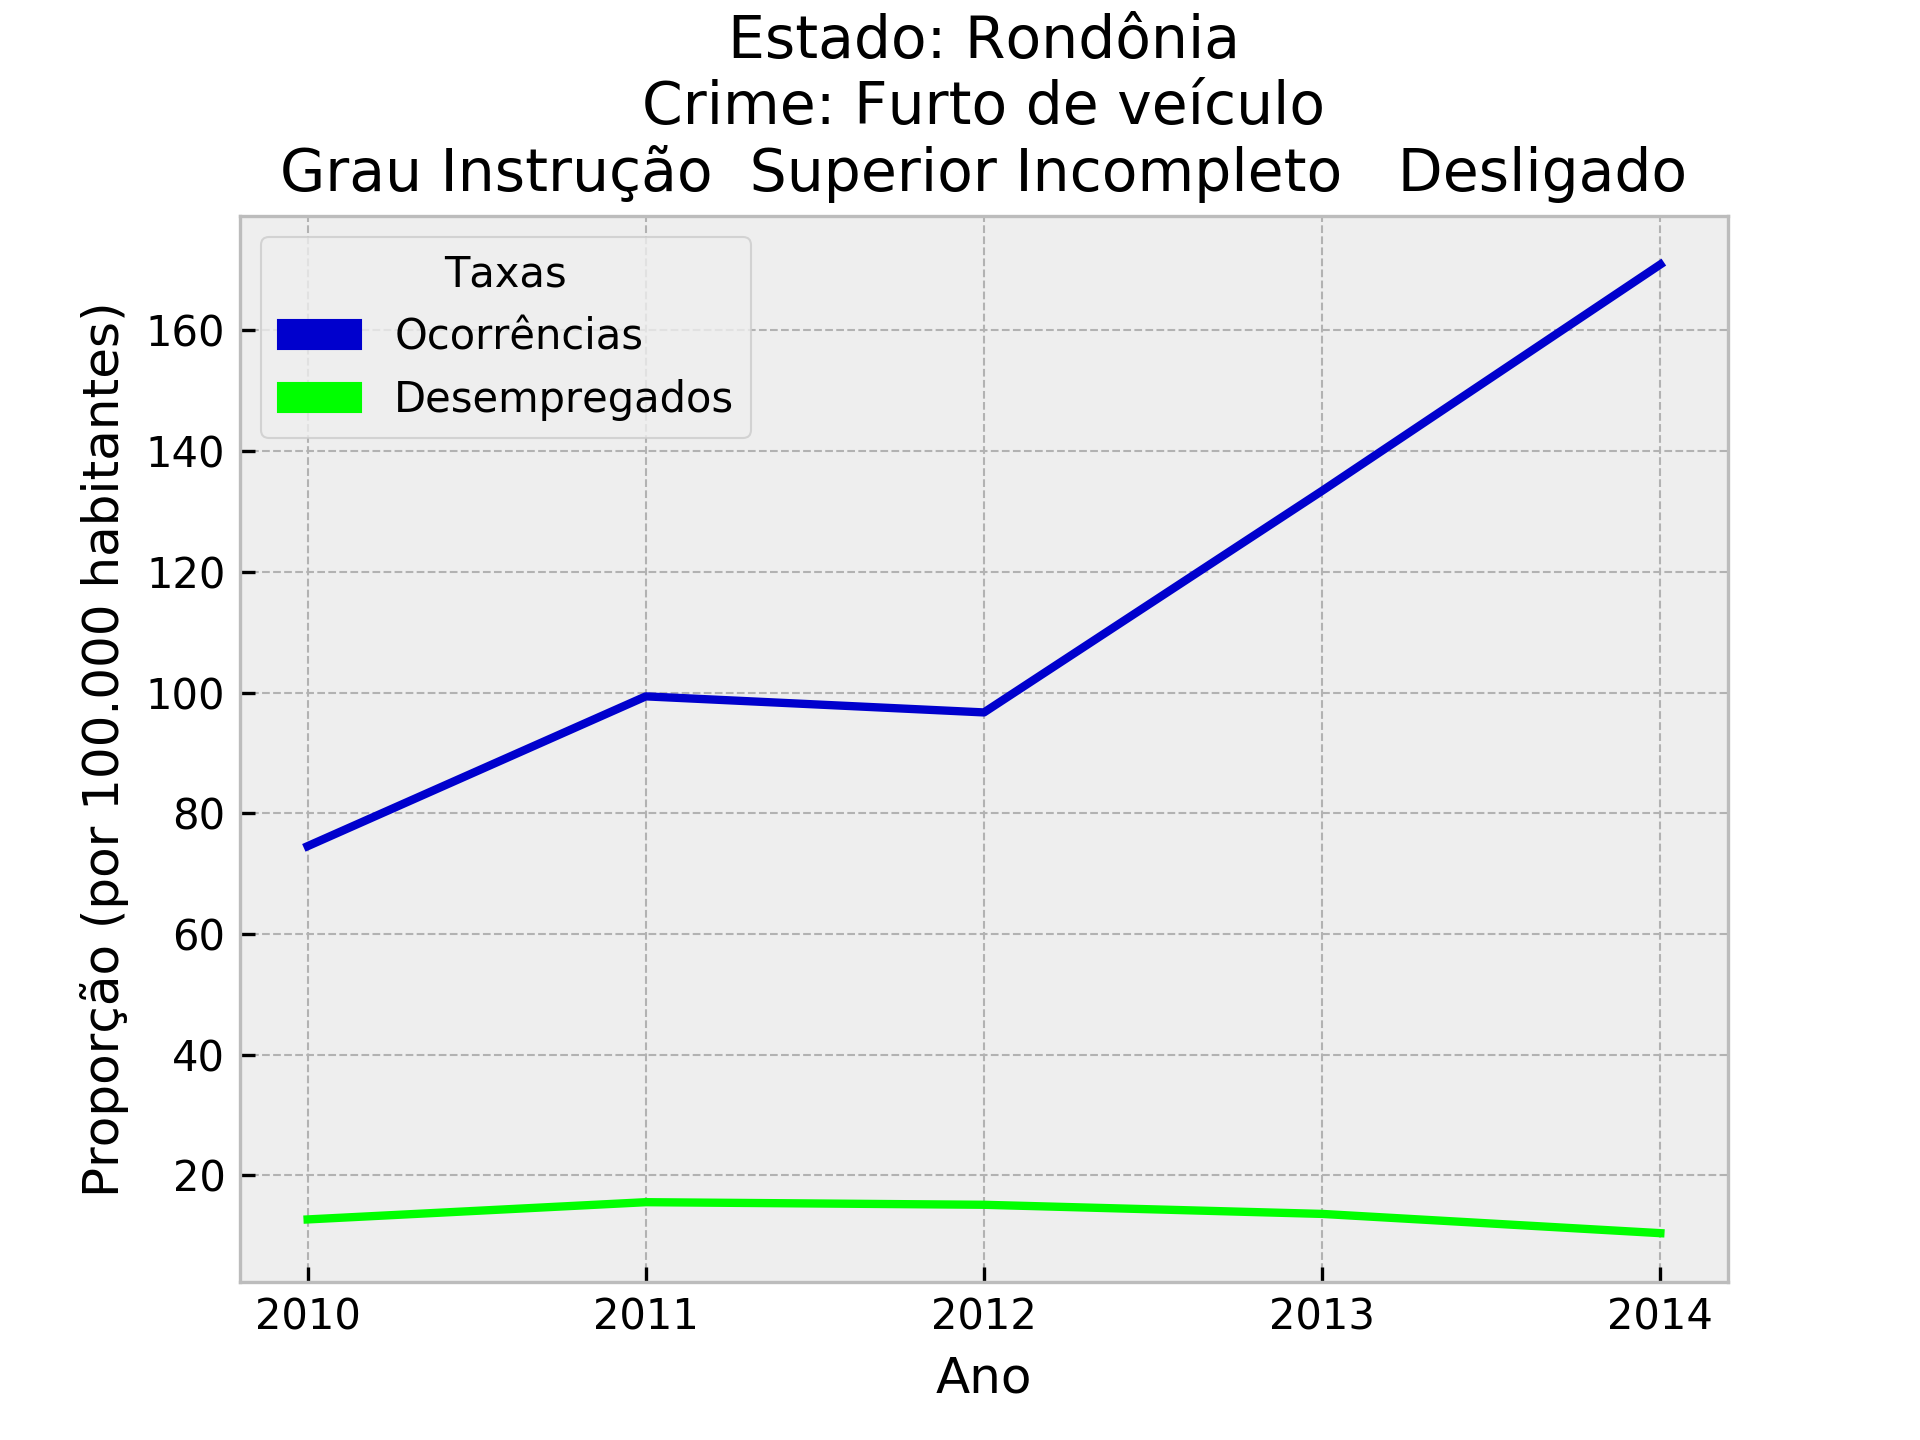 Estado: Rondônia
Crime: Furto de veículo
Grau Instrução  Superior Incompleto   Desligado
Taxas
Ocorrências
Desempregados
Proporção (por 100.000 habitantes)
160
140
120
100
80
60
40
20
2010 2011 2012 2013 2014
Ano